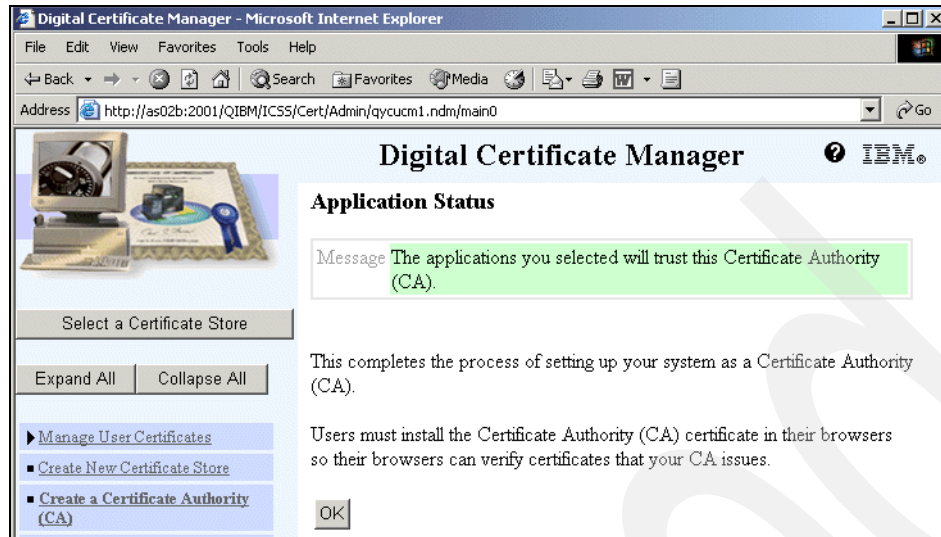 Digital Certificate Manager - Microsoft Internet Explorer
File Edit View Favorites Tools Help
Back Search Favorites Media
Address http://as02b:2001/QIBM/ICSS/Cert/Admin/qycucm1.ndm/main0 Go
Digital Certificate Manager ? IBM®
Application Status
Message The applications you selected will trust this Certificate Authority
(CA).
Select a Certificate Store
Expand All Collapse All
This completes the process of setting up your system as a Certificate Authority
(CA).
Manage User Certificates
Create New Certificate Store
Create a Certificate Authority
(CA)
Users must install the Certificate Authority (CA) certificate in their browsers
so their browsers can verify certificates that your CA issues.
OK